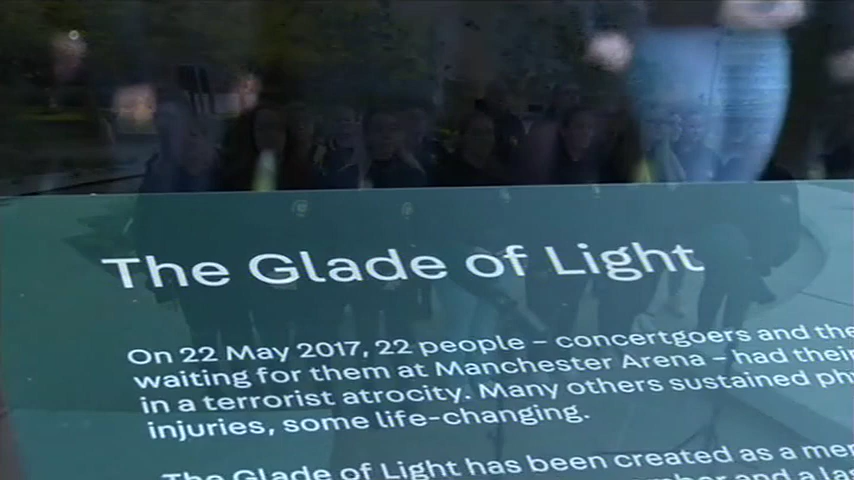 The Glade of Light
On 22 May 2017, 22 people – concertgoers and the
waiting for them at Manchester Arena – had their
in a terrorist atrocity. Many others sustained
injuries, some life-changing.
The Glade of Light has been created as a
and a